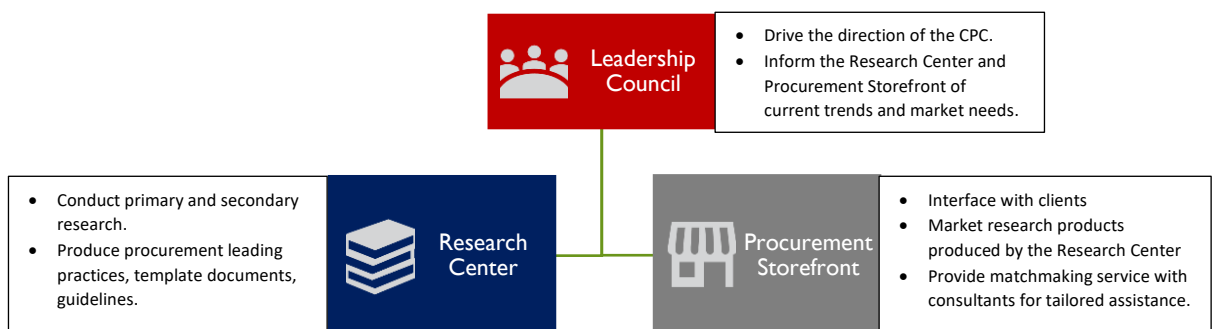 Leadership
Council
• Drive the direction of the CPC.
• Inform the Research Center and
Procurement Storefront of
current trends and market needs.
• Conduct primary and secondary
research.
• Produce procurement leading
practices, template documents,
guidelines.
Research
Center
Procurement
Storefront
• Interface with clients
• Market research products
produced by the Research Center
• Provide matchmaking service with
consultants for tailored assistance.